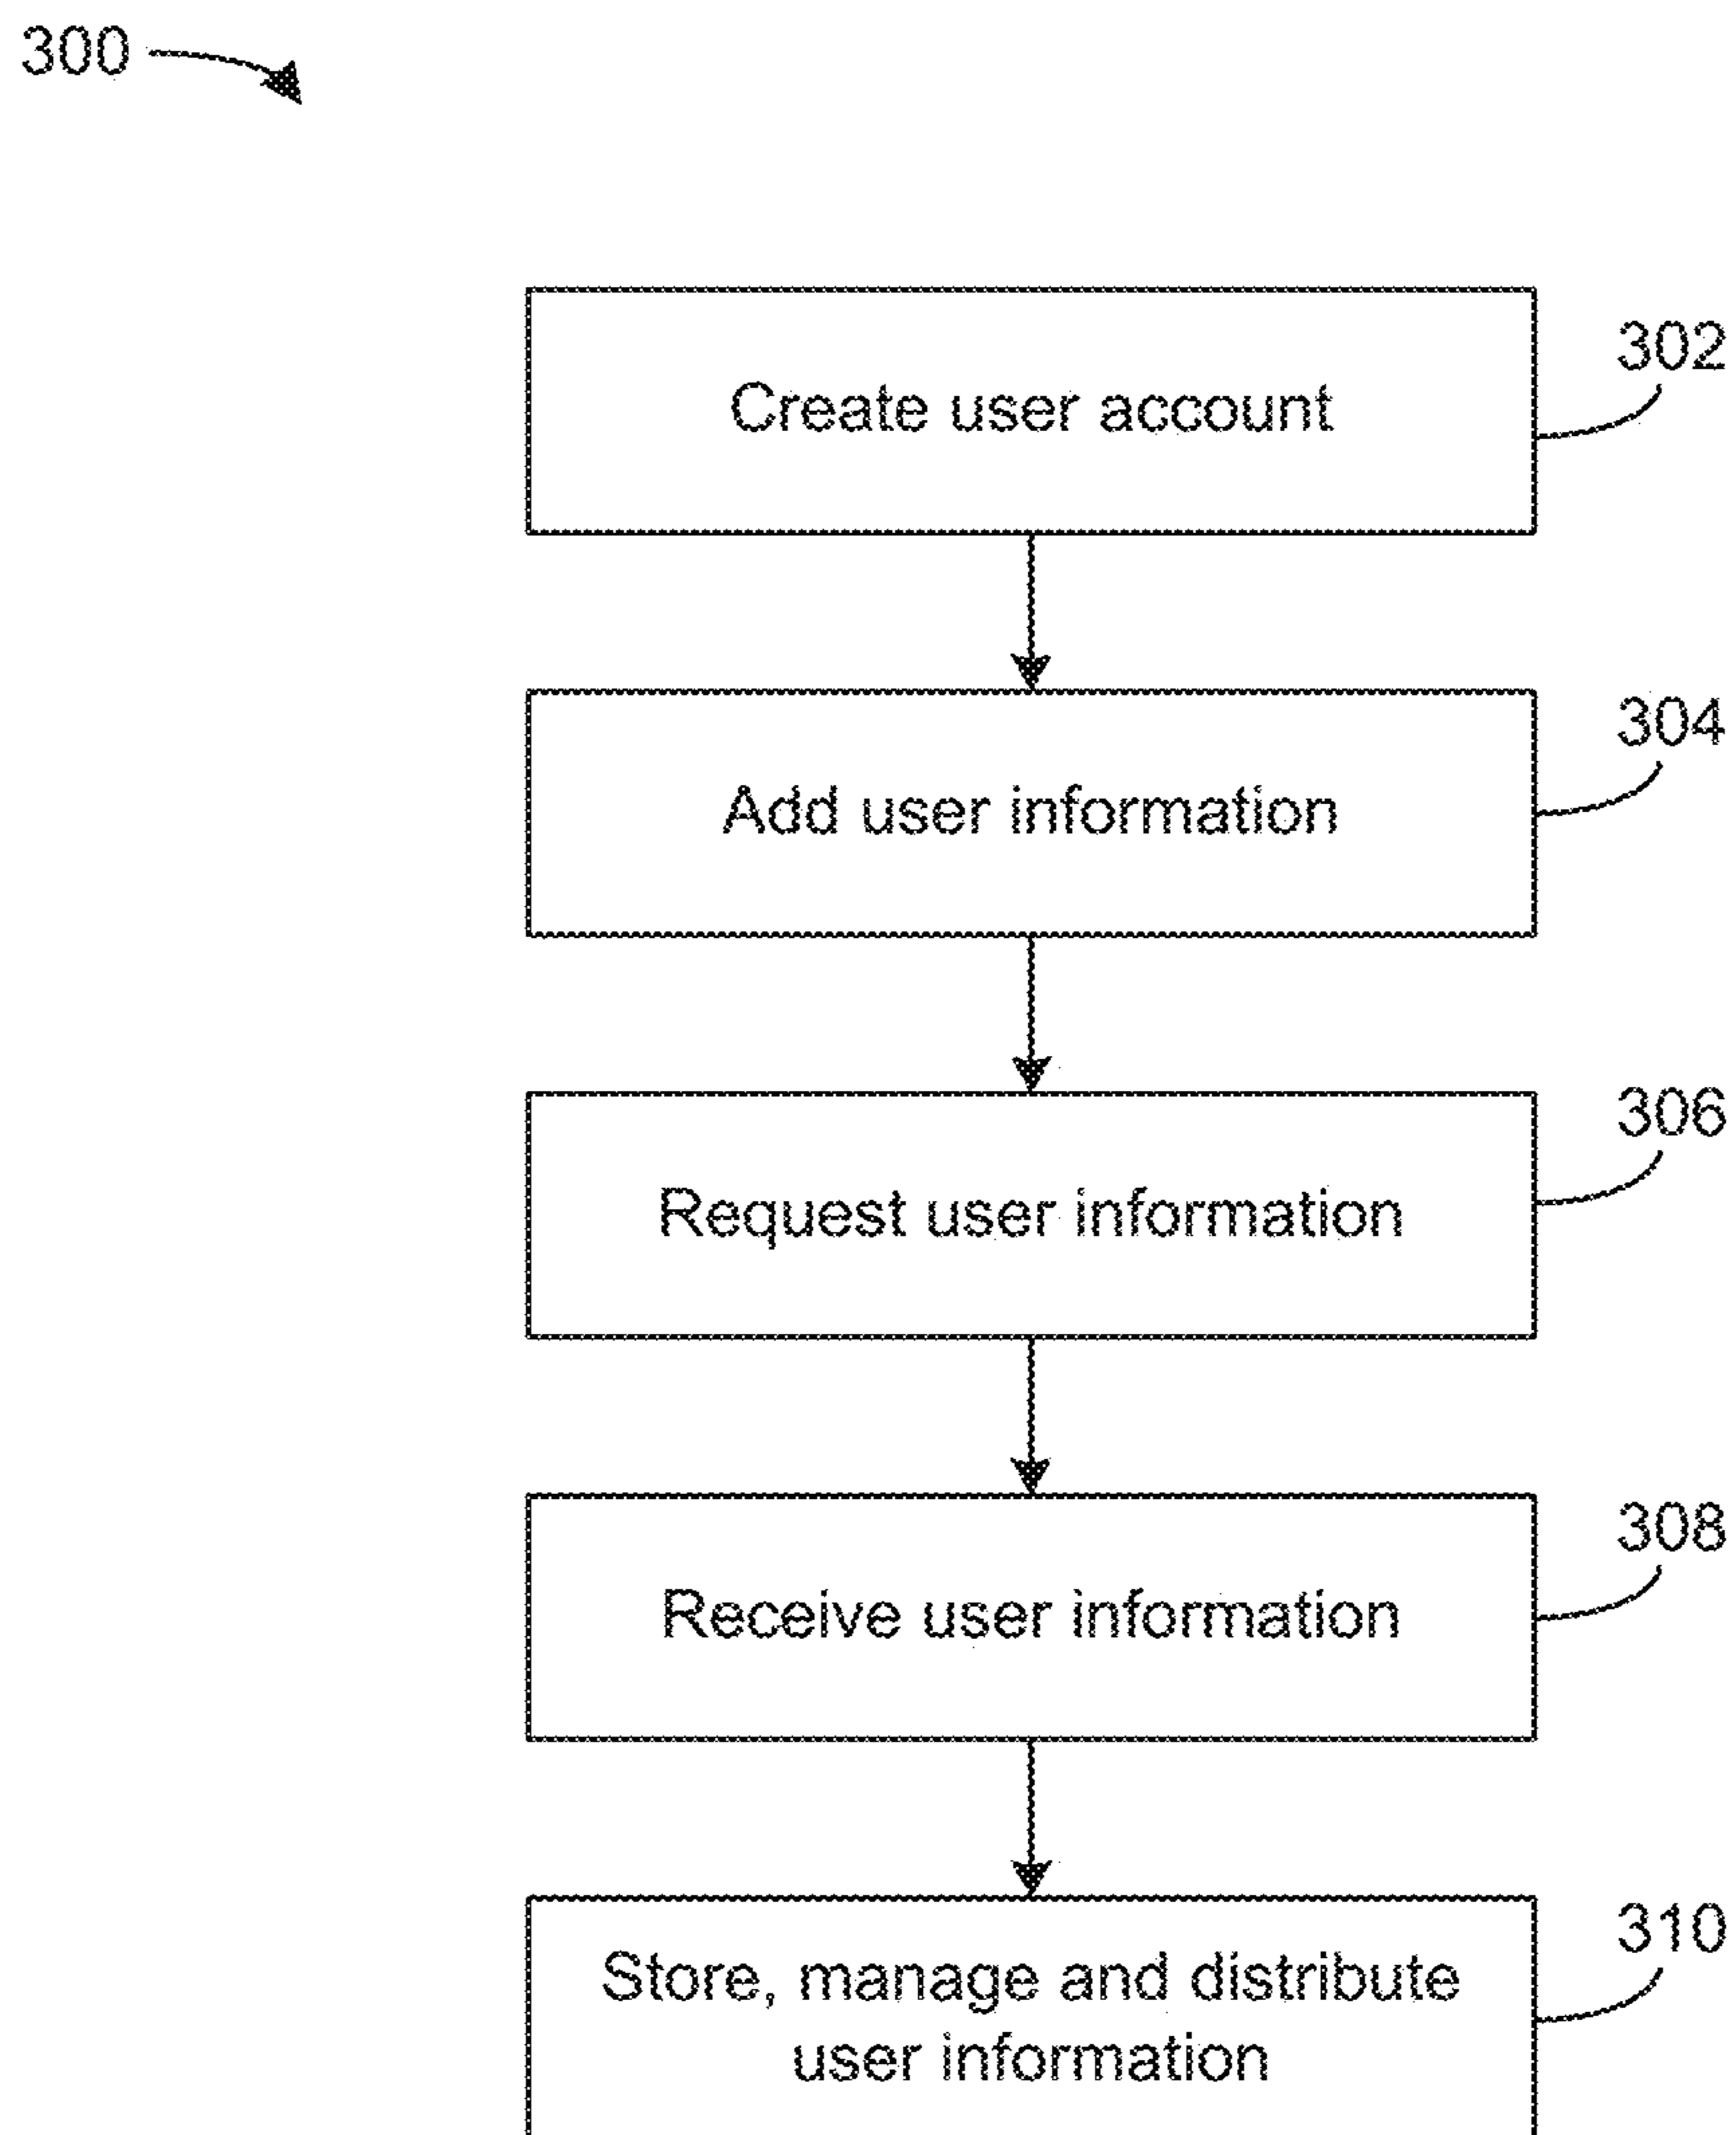 300
302
Create user account
304
Add user information
306
Request user information
308
Receive user information
310
Store, manage and distribute
user information